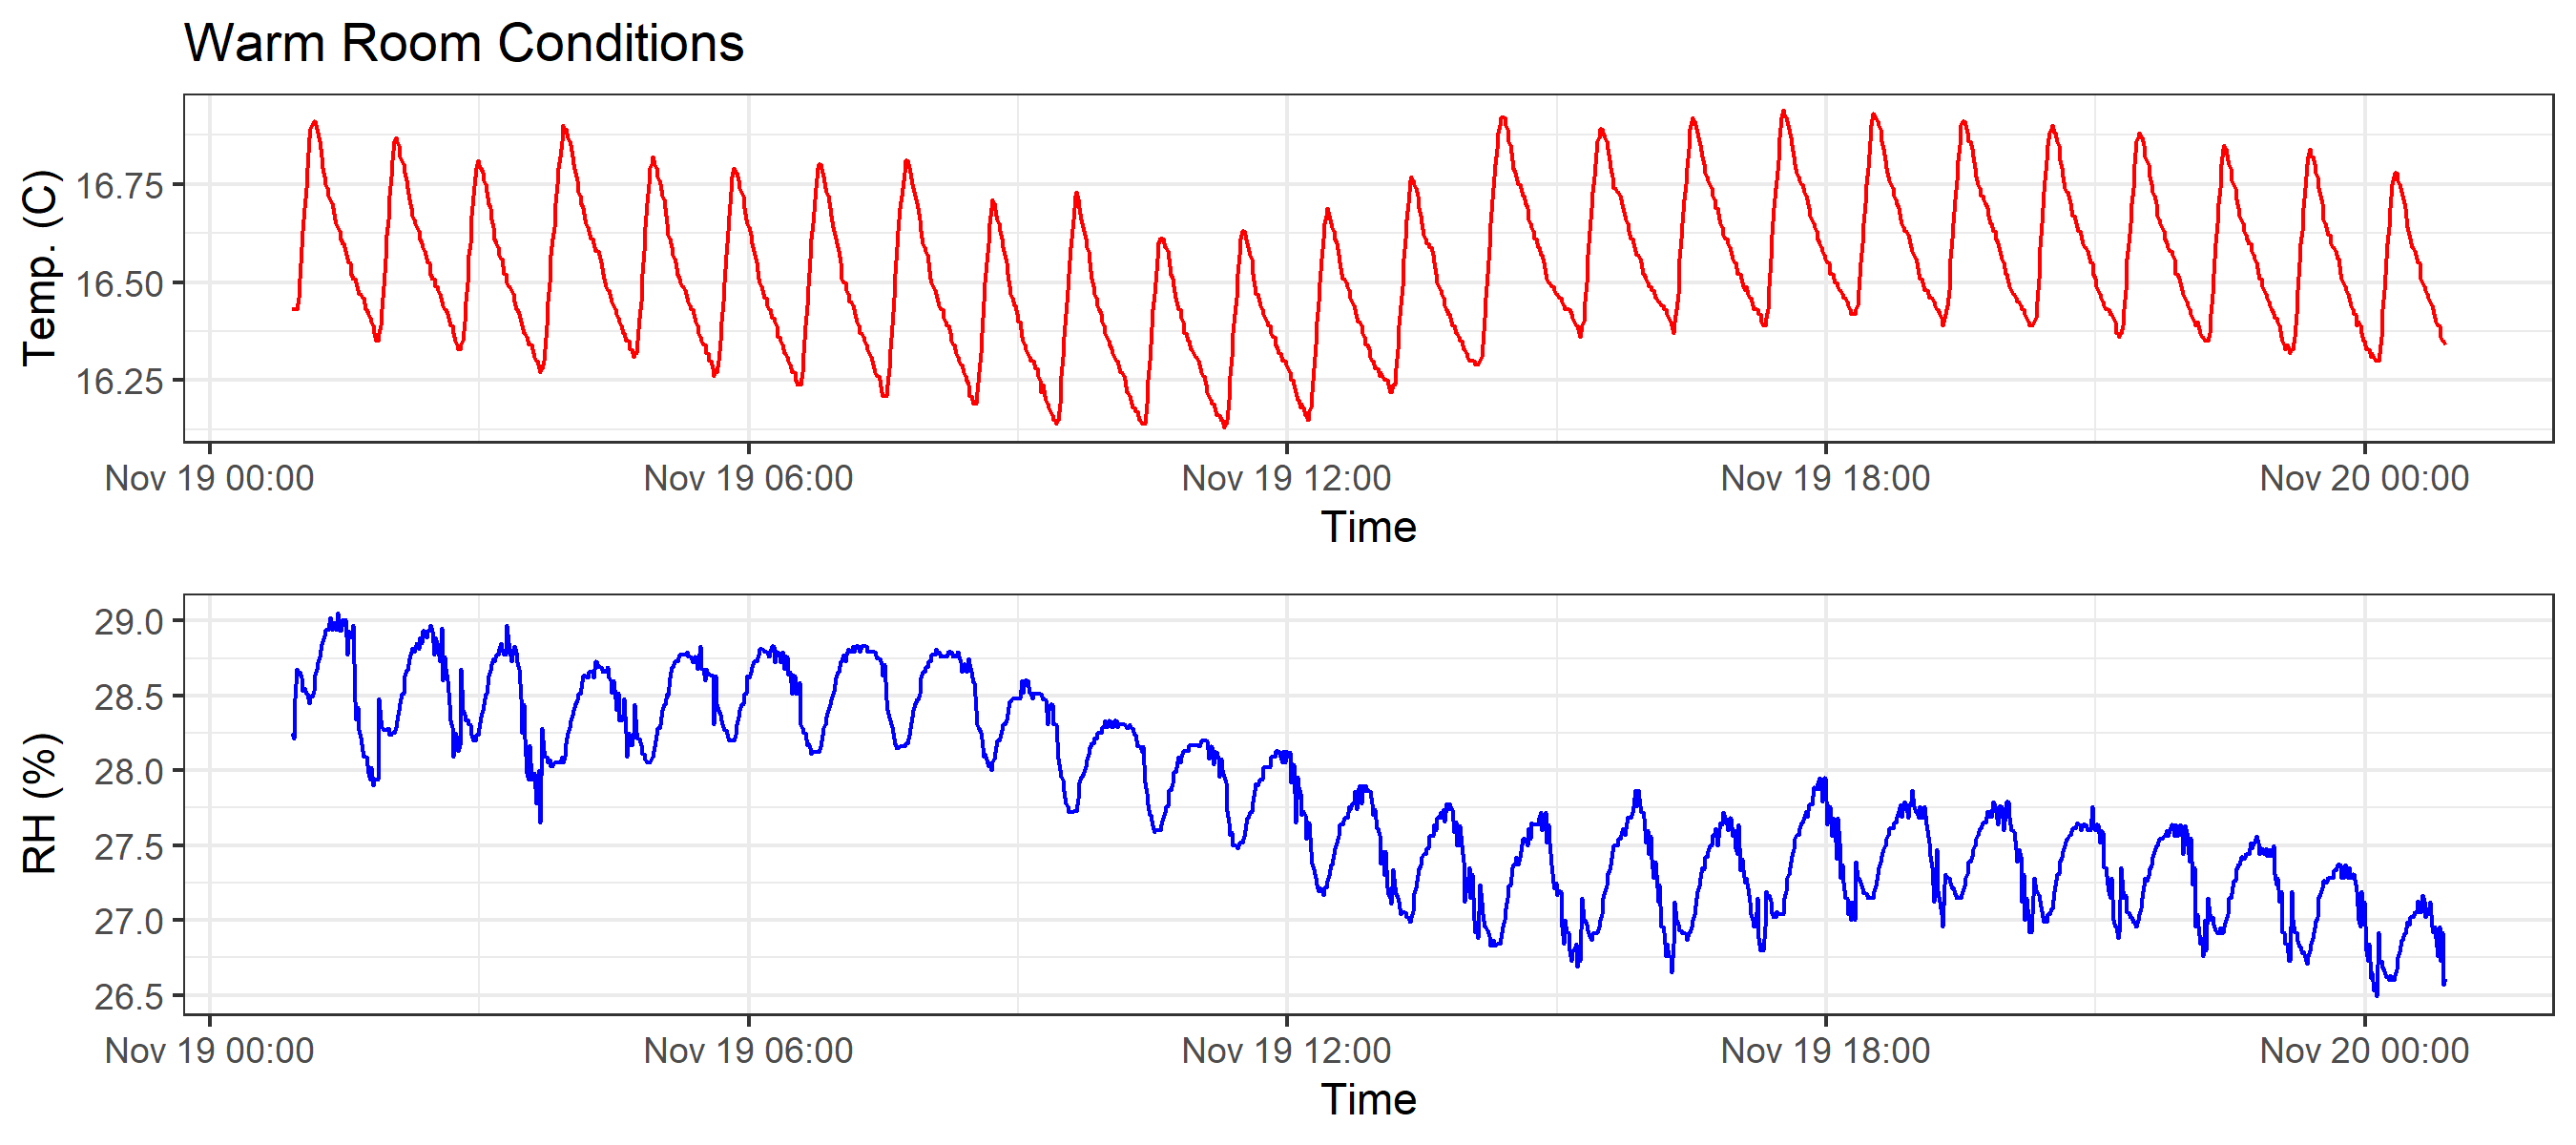 Warm Room Conditions
Temp. (C)
16.75
16.50
16.25
Nov 19 00:00 Nov 19 06:00 Nov 19 12:00 Nov 19 18:00 Nov 20 00:00
Time
RH (%)
29.0
28.5
28.0
27.5
27.0
26.5
Nov 19 00:00 Nov 19 06:00 Nov 19 12:00 Nov 19 18:00 Nov 20 00:00
Time